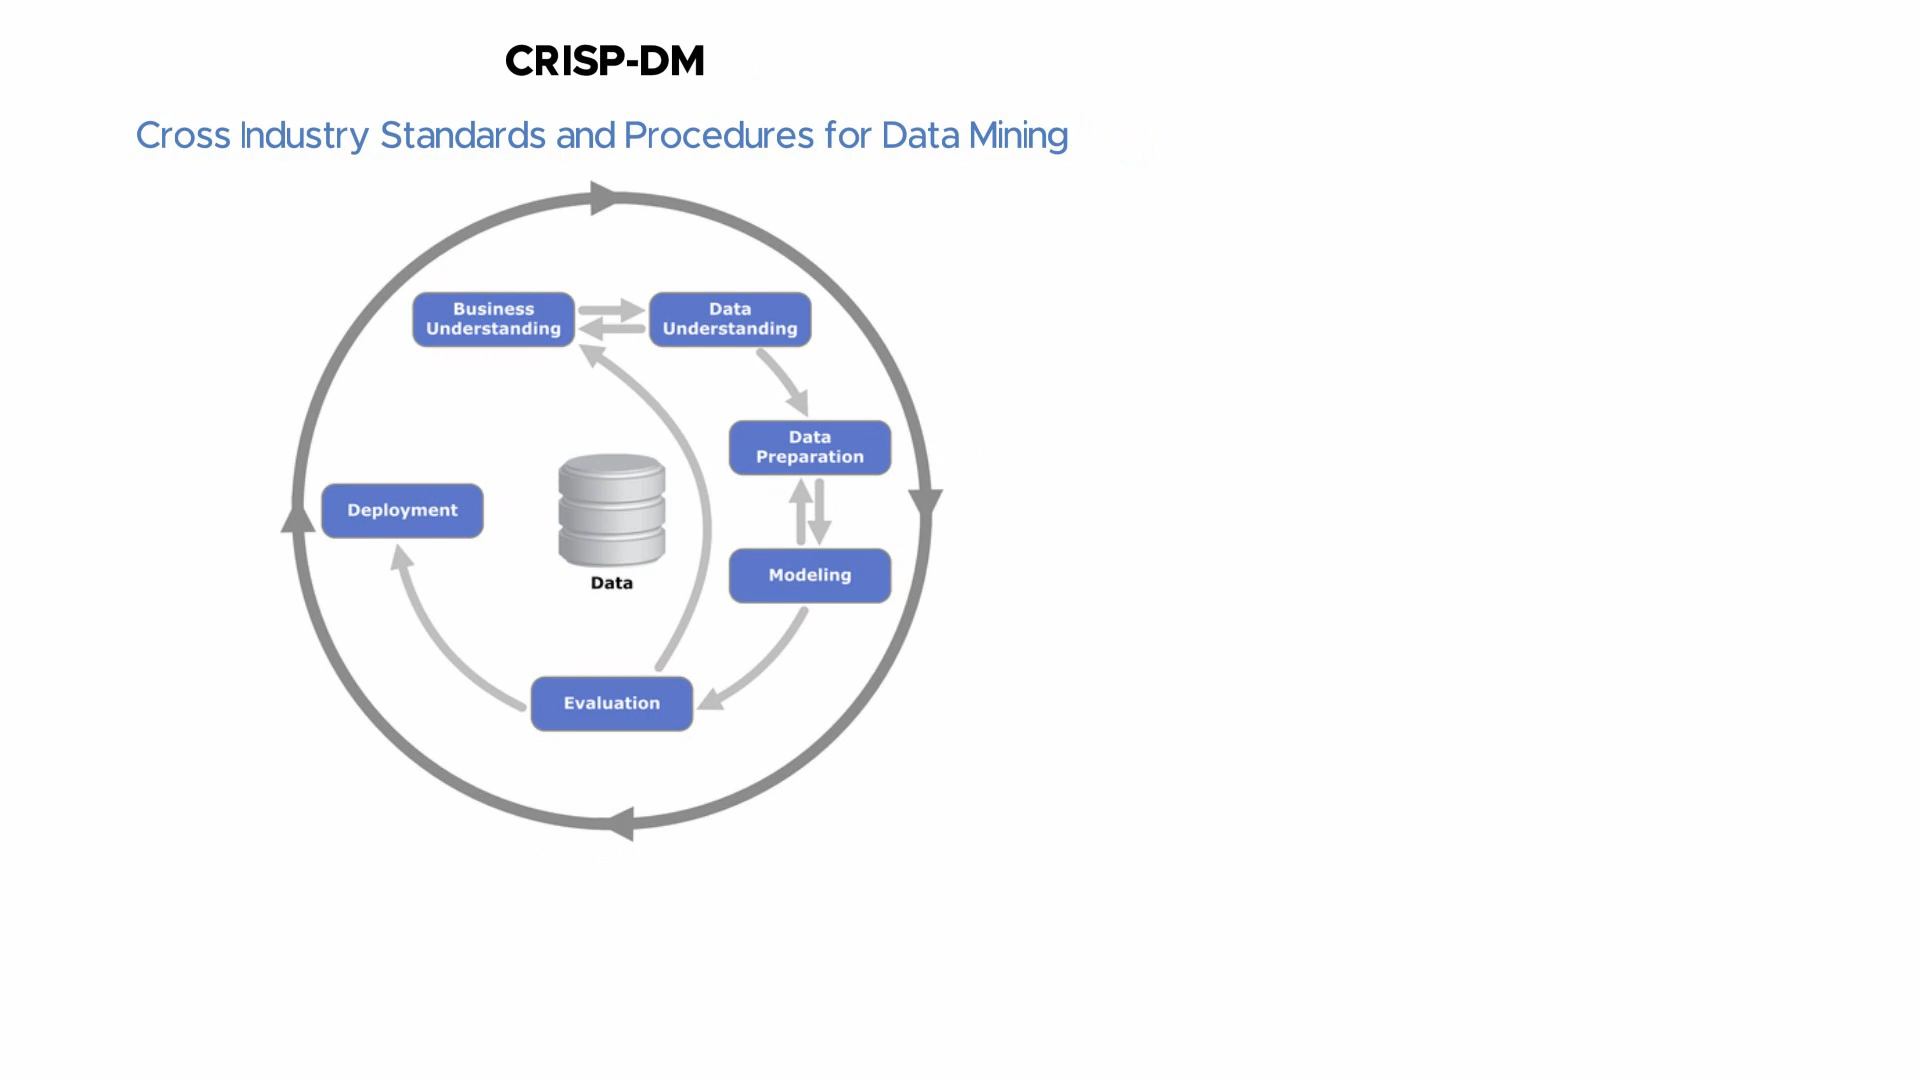 CRISP-DM
Cross Industry Standards and Procedures for Data Mining
Business
Understanding
Data
Understanding
Data
Preparation
Deployment
Data
Modeling
Evaluation